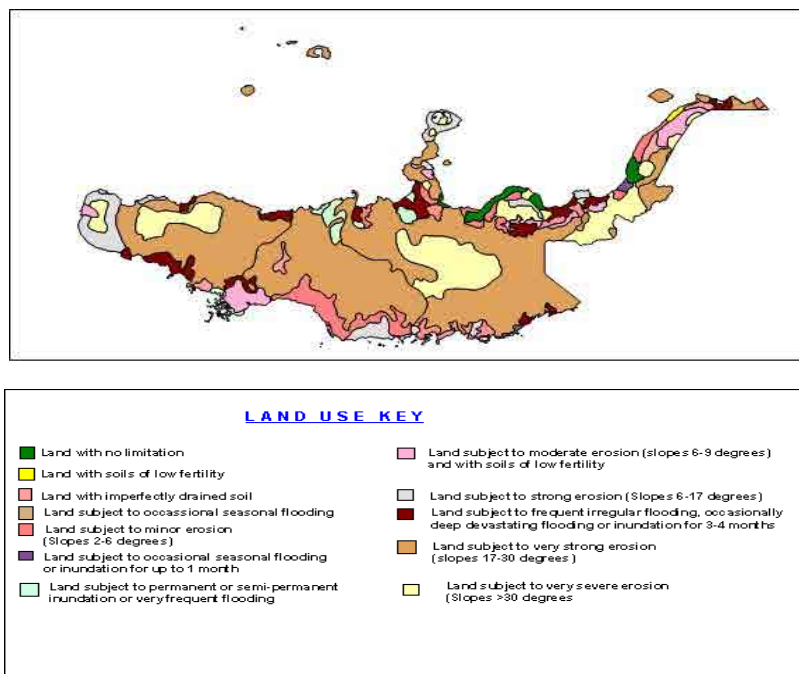 LAND USE KEY
Land with no limitation
Land with soils of low fertility
Land with imperfectly drained soil
Land subject to occassional seasonal flooding
Land subject to minor erosion
(Slopes 2-6 degrees)
Land subject to occasional seasonal flooding
or inundation for up to 1 month
Land subject to permanent or semi-permanent
inundation or very frequent flooding
Land subject to moderate erosion (slopes 6-9 degrees)
and with soils of low fertility
Land subject to strong erosion (Slopes 6-17 degrees)
Land subject to frequent irregular flooding, occasionally
deep devastating flooding or inundation for 3-4 months
Land subject to very strong erosion
(slopes 17-30 degrees)
Land subject to very severe erosion
(Slopes >30 degrees